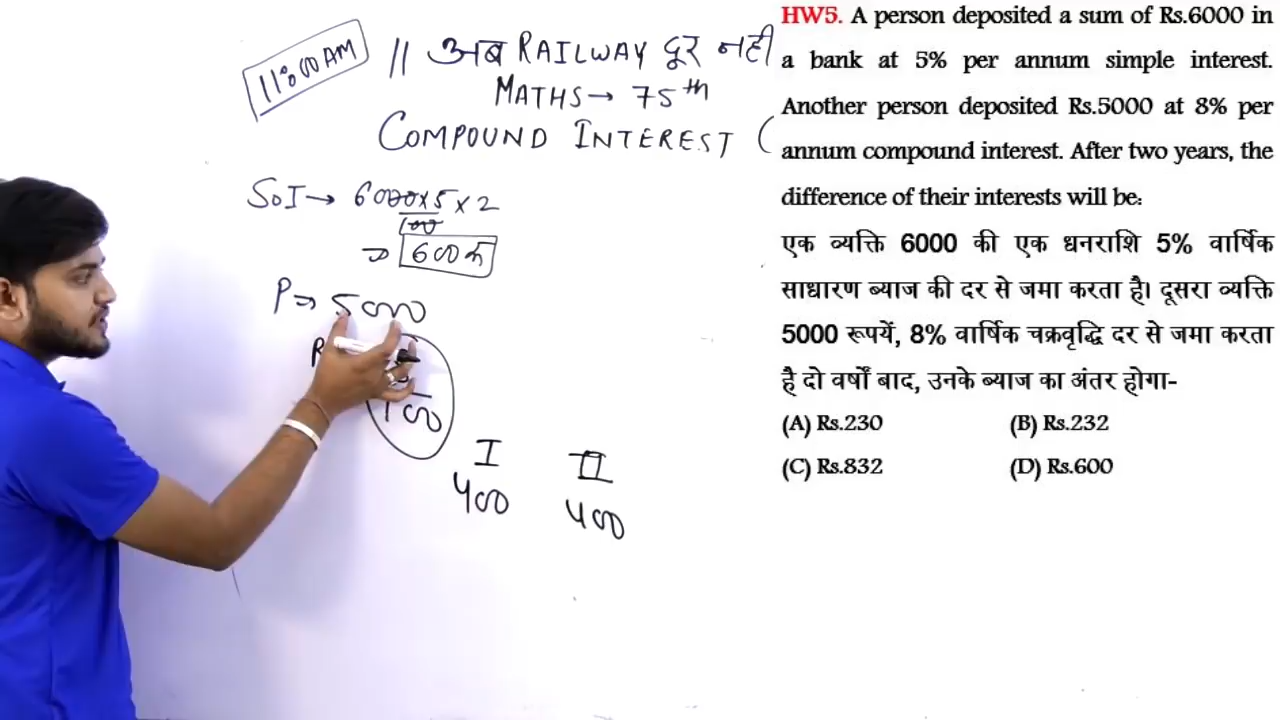 11:00 AM
|| अब RAILWAY दूर नही
MATHS → 75th
COMPOUND INTEREST (
S.I → 6000×5×2
100
⇒ 600रु
P ⇒ 5000
R
100
I II
400 400
HW5. A person deposited a sum of Rs.6000 in
a bank at 5% per annum simple interest.
Another person deposited Rs.5000 at 8% per
annum compound interest. After two years, the
difference of their interests will be:
एक व्यक्ति 6000 की एक धनराशि 5% वार्षिक
साधारण ब्याज की दर से जमा करता है। दूसरा व्यक्ति
5000 रूपयें, 8% वार्षिक चक्रवृद्धि दर से जमा करता
है दो वर्षों बाद, उनके ब्याज का अंतर होगा-
(A) Rs.230 (B) Rs.232
(C) Rs.832 (D) Rs.600